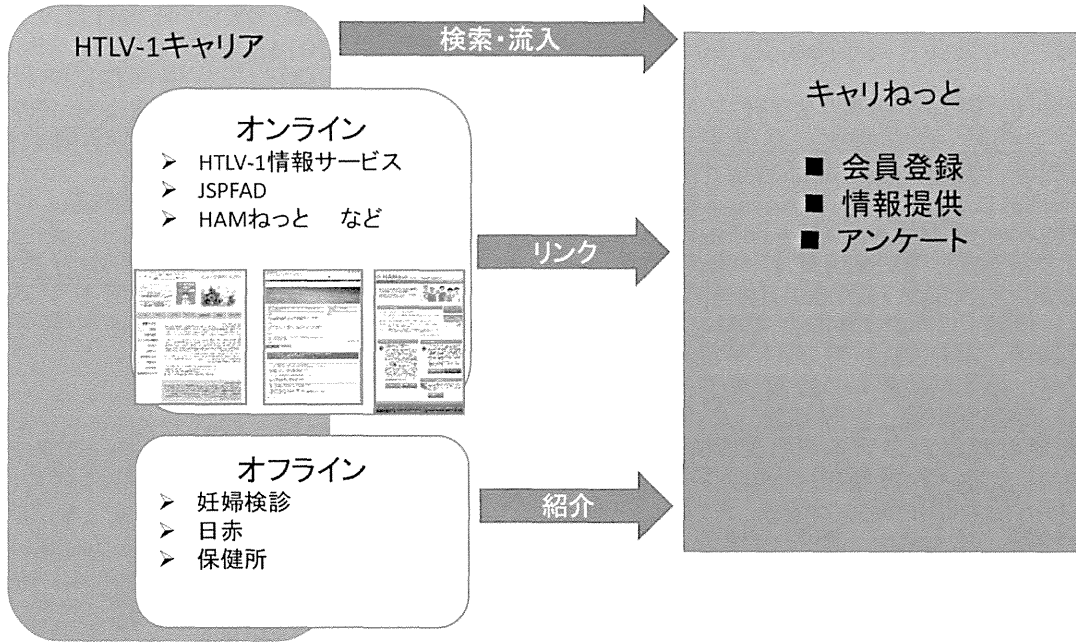 HTLV-1キャリア
検索・流入
オンライン
➢ HTLV-1情報サービス
➢ JSPFAD
➢ HAMねっと など
リンク
オフライン
➢ 妊婦検診
➢ 日赤
➢ 保健所
紹介
キャリねっと
■ 会員登録
■ 情報提供
■ アンケート